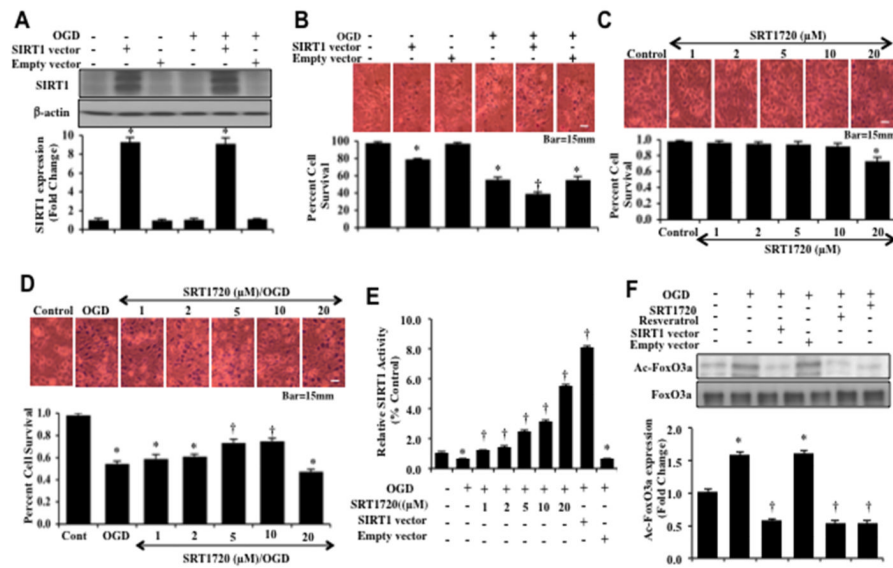 A
OGD - - - + + +
SIRT1 vector - + - - + -
Empty vector - - + - - +
SIRT1
β-actin
SIRT1 expression
(Fold Change)
10
8
6
4
2
0
* *
B
OGD - - - + + +
SIRT1 vector - + - - + -
Empty vector - - + - - +
Bar=15mm
Percent Cell
Survival
100
80
60
40
20
0
* * † *
C
SRT1720 (µM)
Control 1 2 5 10 20
Bar=15mm
Percent Cell
Survival
1.0
0.8
0.6
0.4
0.2
0.0
*
Control 1 2 5 10 20
SRT1720 (µM)
D
SRT1720 (µM)/OGD
Control OGD 1 2 5 10 20
Bar=15mm
Percent Cell Survival
1.0
0.8
0.6
0.4
0.2
0.0
* * * † † *
Cont OGD 1 2 5 10 20
SRT1720 (µM)/OGD
E
Relative SIRT1 Activity
(% Control)
10.0
8.0
6.0
4.0
2.0
0.0
* † † † † † † *
OGD - + + + + + + + +
SRT1720((µM) - - 1 2 5 10 20
SIRT1 vector +
Empty vector +
F
OGD - + + + + +
SRT1720 - - - - - +
Resveratrol - - - - + -
SIRT1 vector - - + - - -
Empty vector - - - + - -
Ac-FoxO3a
FoxO3a
Ac-FoxO3a expression
(Fold Change)
2.0
1.5
1.0
0.5
0.0
* † * † †